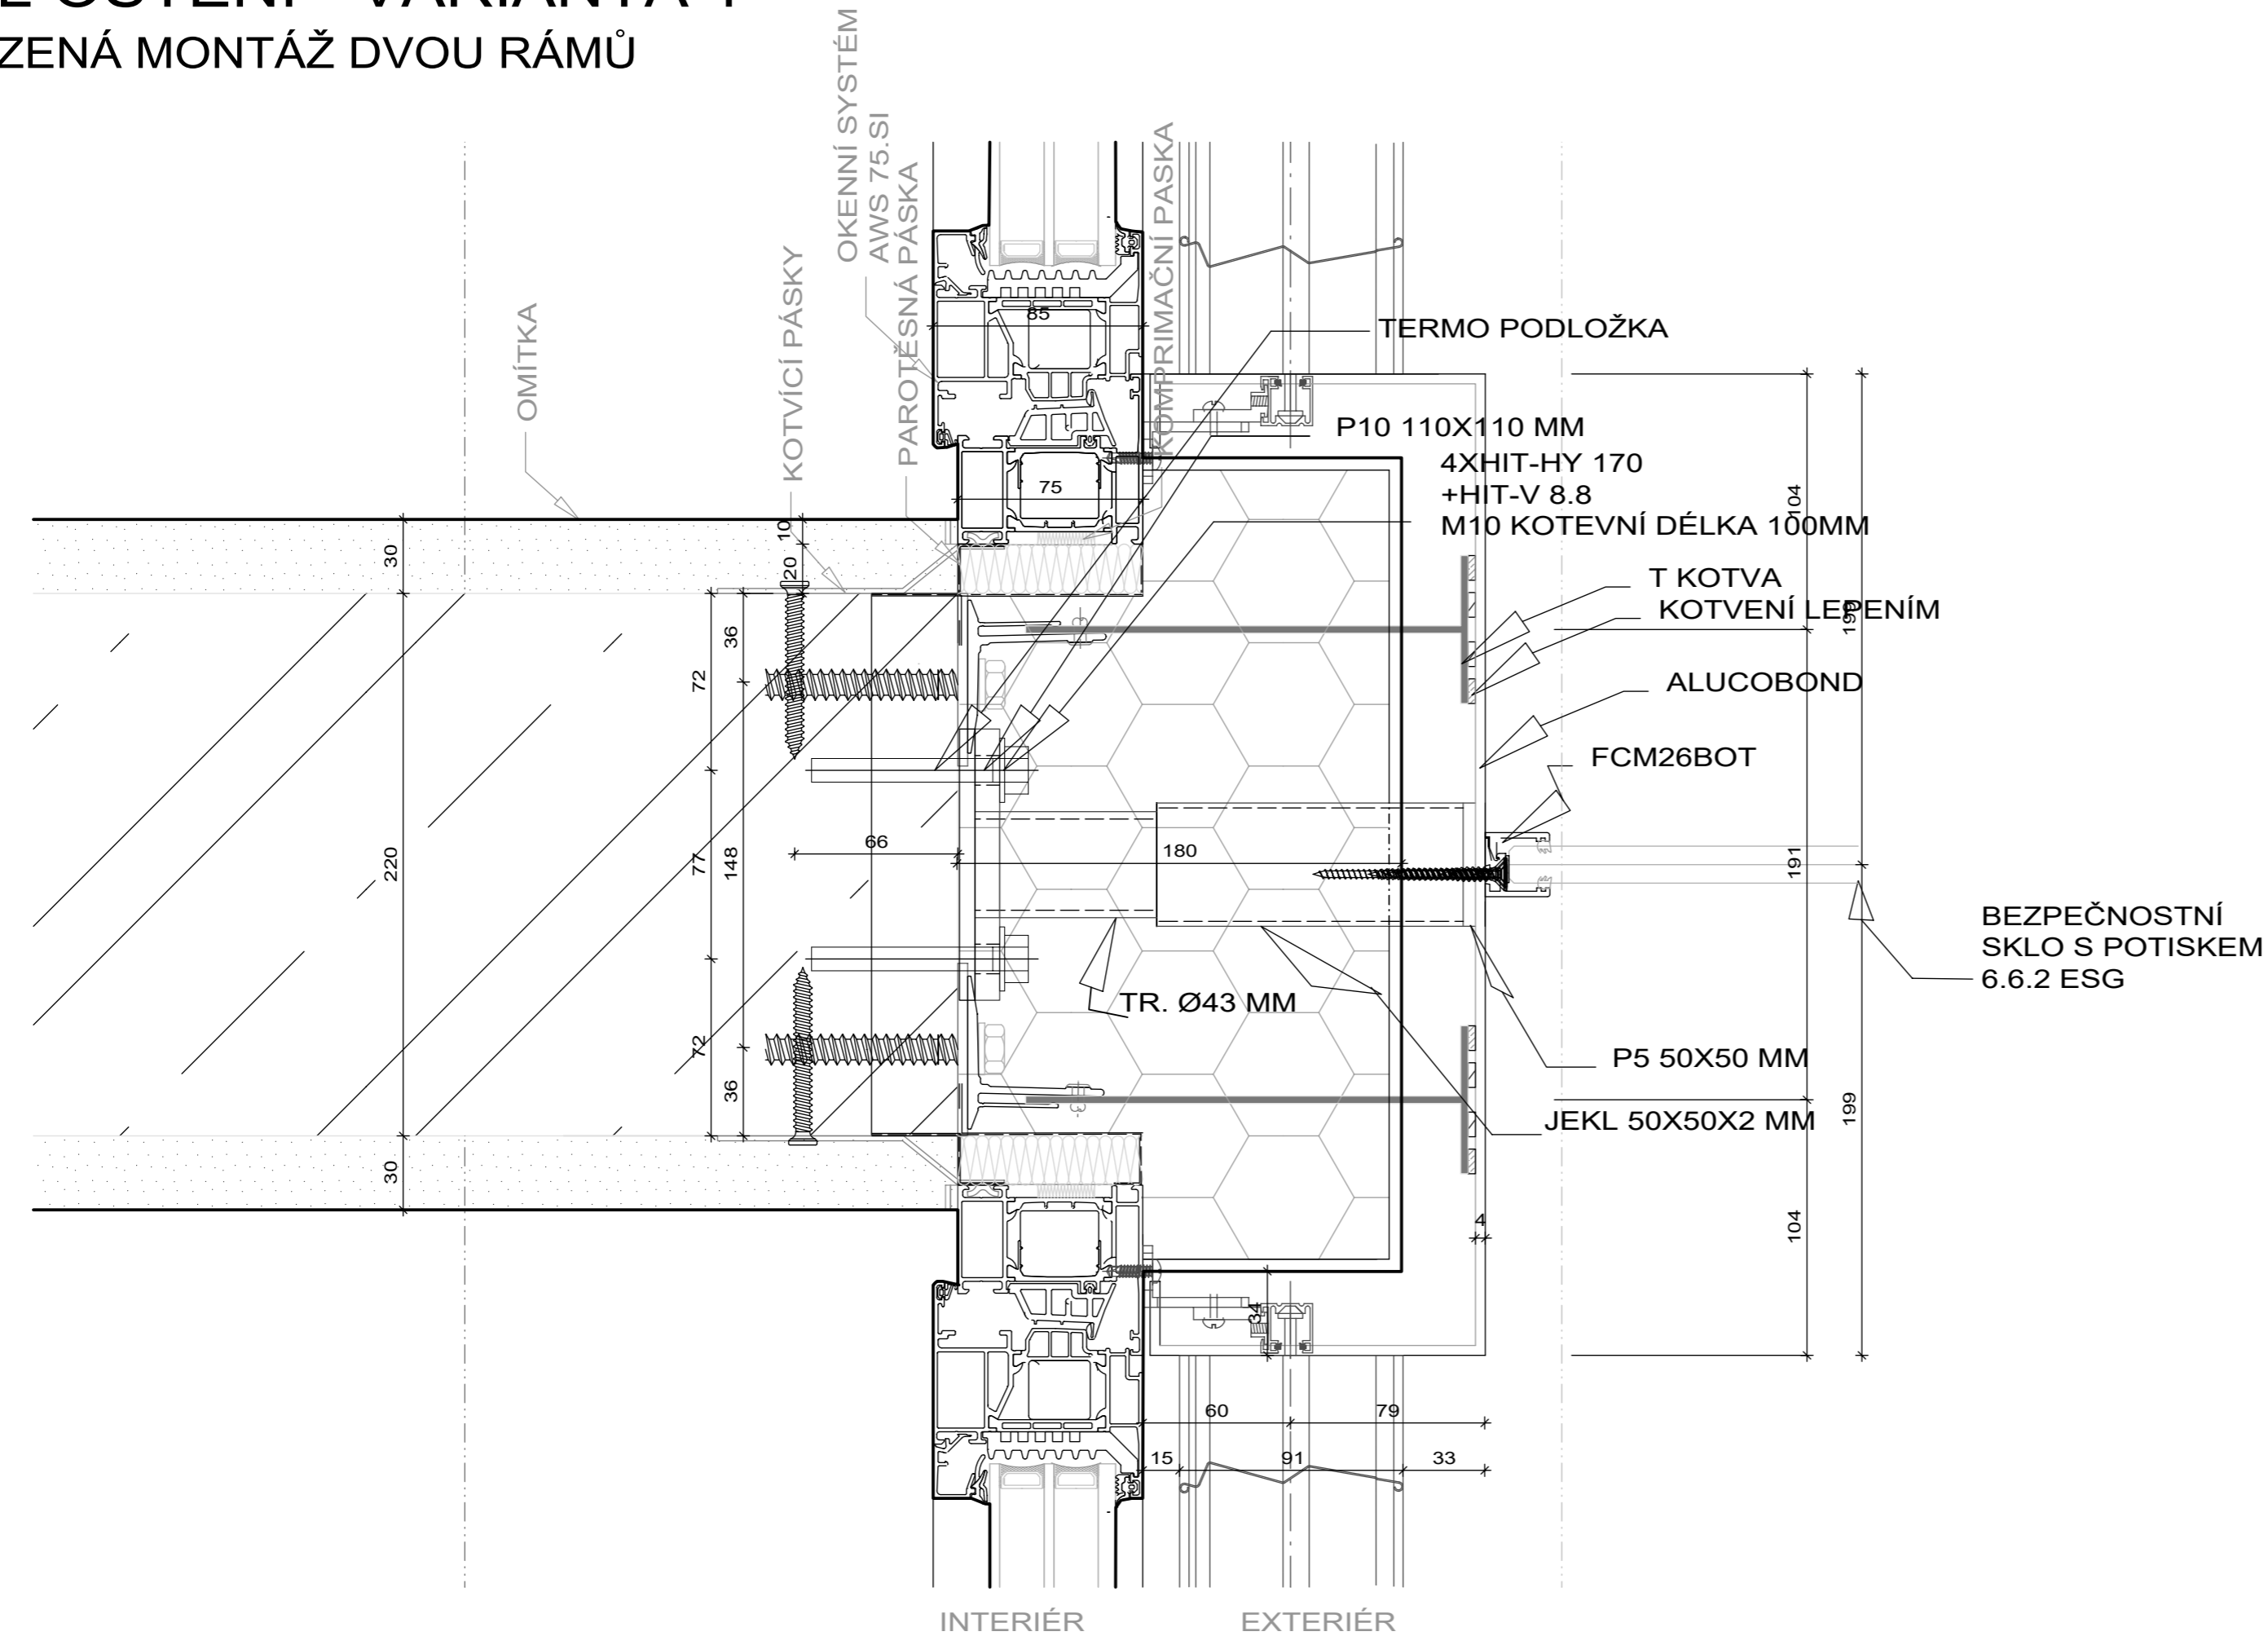 ZENÁ MONTÁŽ DVOU RÁMŮ
OMÍTKA
KOTVÍCÍ PÁSKY
OKENNÍ SYSTÉM
AWS 75.SI
PAROTĚSNÁ PÁSKA
KOMPRIMAČNÍ PASKA
TERMO PODLOŽKA
P10 110X110 MM
4XHIT-HY 170
+HIT-V 8.8
M10 KOTEVNÍ DÉLKA 100MM
T KOTVA
KOTVENÍ LEPENÍM
ALUCOBOND
FCM26BOT
BEZPEČNOSTNÍ
SKLO S POTISKEM
6.6.2 ESG
TR. Ø43 MM
P5 50X50 MM
JEKL 50X50X2 MM
85
75
10
20
30
220
30
36
72
148
77
72
36
66
180
104
199
191
199
104
4
34
60
79
15
91
33
INTERIÉR
EXTERIÉR